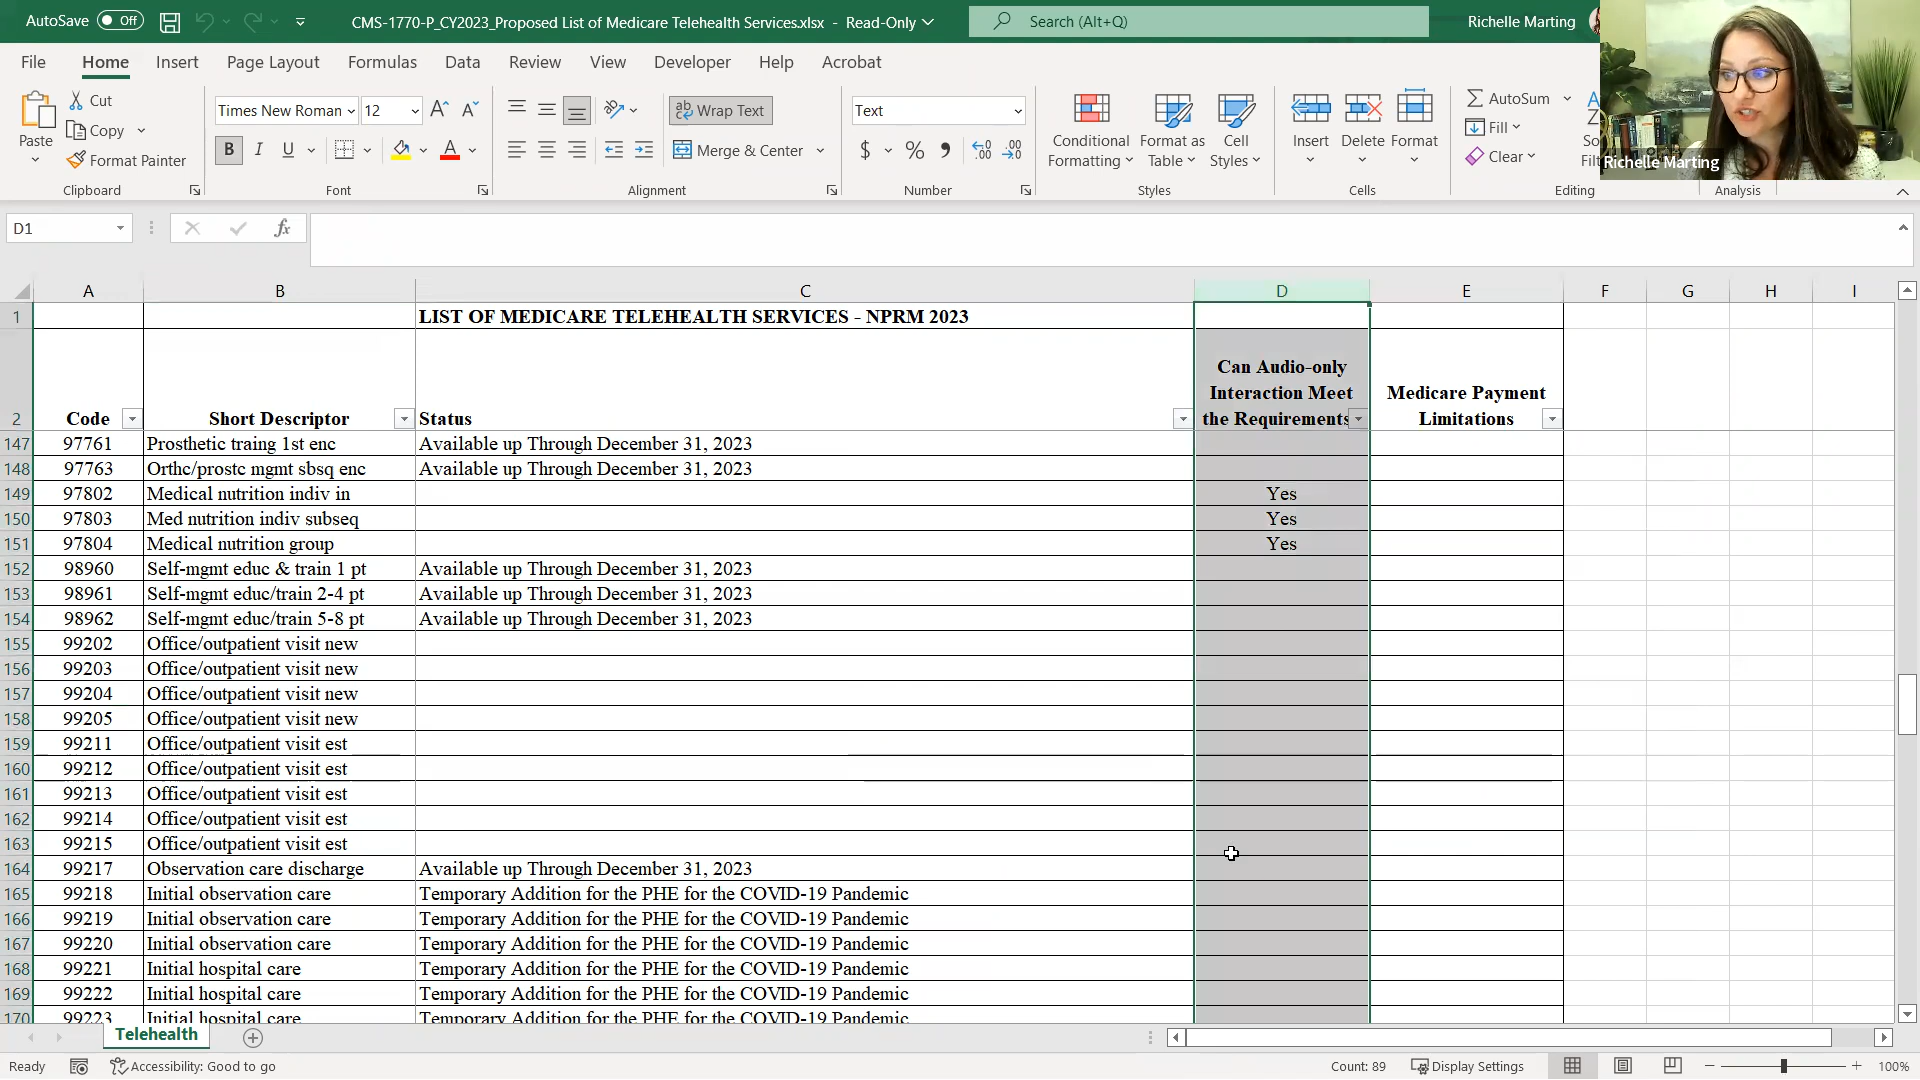 AutoSave Off CMS-1770-P_CY2023_Proposed List of Medicare Telehealth Services.xlsx - Read-Only Search (Alt+Q) Richelle Marting
File Home Insert Page Layout Formulas Data Review View Developer Help Acrobat
Paste
Cut
Copy
Format Painter
Clipboard
Times New Roman 12
B I U A
Font
ab Wrap Text
Merge & Center
Alignment
Text
$ % 9
Number
Conditional Formatting
Format as Table
Cell Styles
Styles
Insert
Delete
Format
Cells
AutoSum
Fill
Clear
Editing
Analysis
Richelle Marting
D1 fx
A B C D E F G H I
1 LIST OF MEDICARE TELEHEALTH SERVICES - NPRM 2023
2 Code Short Descriptor Status Can Audio-only Interaction Meet the Requirements Medicare Payment Limitations
147 97761 Prosthetic traing 1st enc Available up Through December 31, 2023
148 97763 Orthc/prostc mgmt sbsq enc Available up Through December 31, 2023
149 97802 Medical nutrition indiv in Yes
150 97803 Med nutrition indiv subseq Yes
151 97804 Medical nutrition group Yes
152 98960 Self-mgmt educ & train 1 pt Available up Through December 31, 2023
153 98961 Self-mgmt educ/train 2-4 pt Available up Through December 31, 2023
154 98962 Self-mgmt educ/train 5-8 pt Available up Through December 31, 2023
155 99202 Office/outpatient visit new
156 99203 Office/outpatient visit new
157 99204 Office/outpatient visit new
158 99205 Office/outpatient visit new
159 99211 Office/outpatient visit est
160 99212 Office/outpatient visit est
161 99213 Office/outpatient visit est
162 99214 Office/outpatient visit est
163 99215 Office/outpatient visit est
164 99217 Observation care discharge Available up Through December 31, 2023
165 99218 Initial observation care Temporary Addition for the PHE for the COVID-19 Pandemic
166 99219 Initial observation care Temporary Addition for the PHE for the COVID-19 Pandemic
167 99220 Initial observation care Temporary Addition for the PHE for the COVID-19 Pandemic
168 99221 Initial hospital care Temporary Addition for the PHE for the COVID-19 Pandemic
169 99222 Initial hospital care Temporary Addition for the PHE for the COVID-19 Pandemic
170 99223 Initial hospital care Temporary Addition for the PHE for the COVID-19 Pandemic
Telehealth
Ready Accessibility: Good to go Count: 89 Display Settings 100%